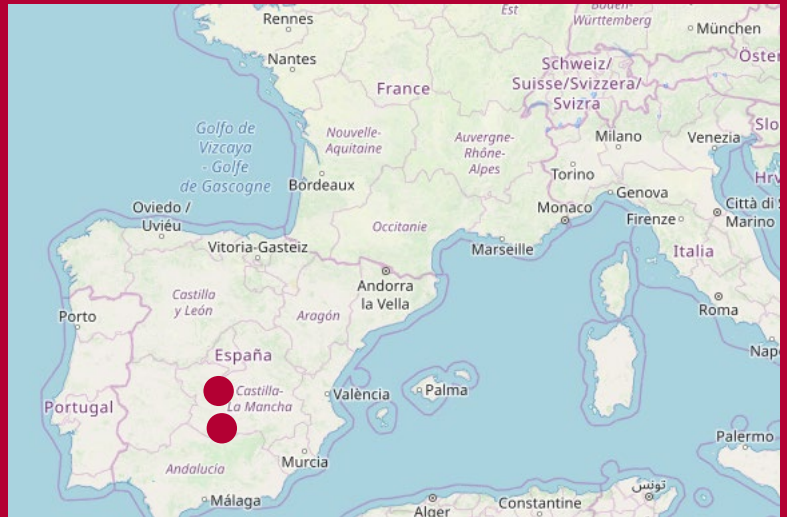 Est
Baden-
Württemberg
München
Rennes
Nantes
France
Schweiz/
Suisse/Svizzera/
Svizra
Öster
Golfo de
Vizcaya
- Golfe
de Gascogne
Nouvelle-
Aquitaine
Auvergne-
Rhône-
Alpes
Milano
Venezia
Slo
Torino
Hrv
Bordeaux
Genova
Oviedo /
Uviéu
Monaco
Firenze
Città di S
Marino
Occitanie
Vitoria-Gasteiz
Marseille
Italia
Andorra
la Vella
Castilla
y León
Aragón
Porto
Roma
España
Nap
Castilla-
La Mancha
València
Palma
Portugal
Palermo
Murcia
Andalucía
Málaga
تونس
Alger
Constantine